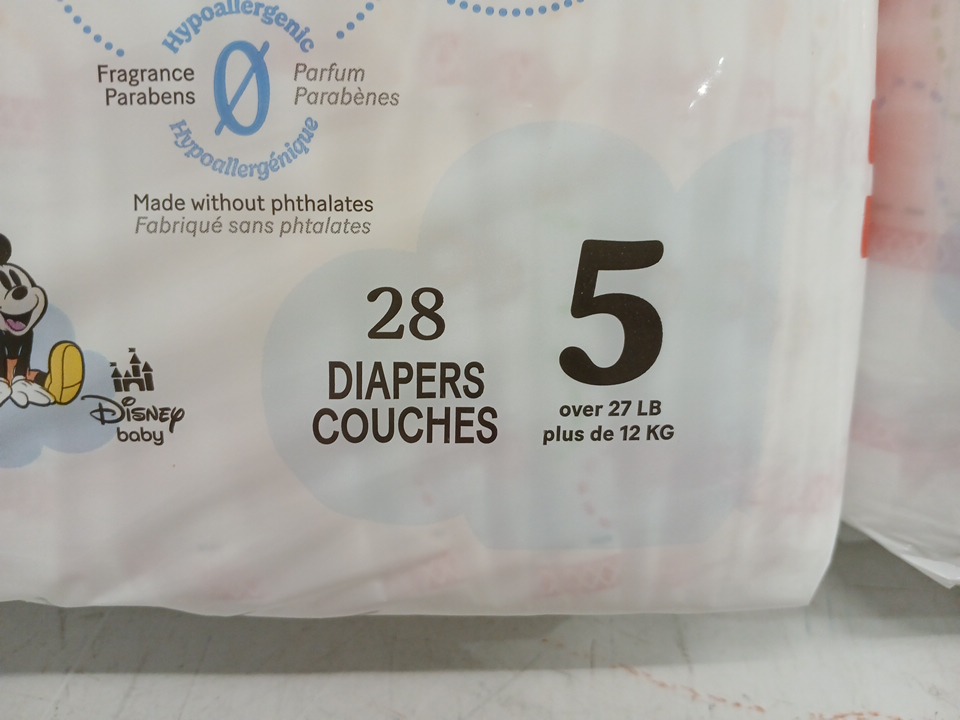 Hypoallergenic
Fragrance
Parabens
0
Parfum
Parabènes
Hypoallergénique
Made without phthalates
Fabriqué sans phtalates
28
DIAPERS
COUCHES
5
over 27 LB
plus de 12 KG
Disney
baby